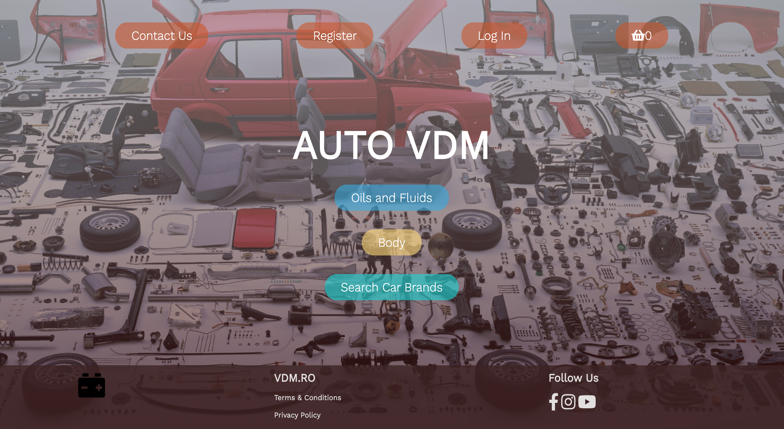 Contact Us
Register
Log In
0
AUTO VDM
Oils and Fluids
Body
Search Car Brands
VDM.RO
Follow Us
Terms & Conditions
Privacy Policy